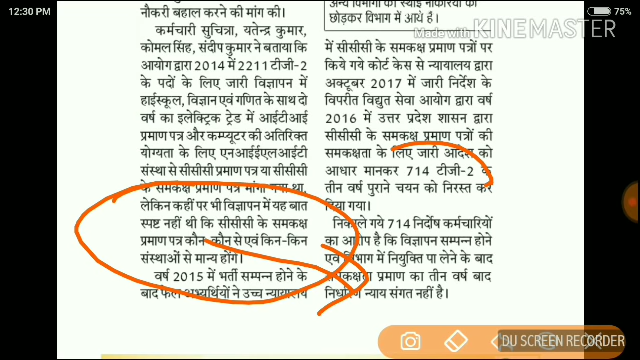 12:30 PM
75%
Made With
KINEMASTER
नौकरी बहाल करने की मांग की।
कर्मचारी सुचित्रा, यतेन्द्र कुमार,
कोमल सिंह, संदीप कुमार ने बताया कि
आयोग द्वारा 2014 में 2211 टीजी-2
के पदों के लिए जारी विज्ञापन में
हाईस्कूल, विज्ञान एवं गणित के साथ दो
वर्ष का इलेक्ट्रिक ट्रेड में आईटीआई
प्रमाण पत्र और कम्प्यूटर की अतिरिक्त
योग्यता के लिए एनआईईएलआईटी
संस्था से सीसीसी प्रमाण पत्र या सीसीसी
के समकक्ष प्रमाण पत्र मांगा गया था,
लेकिन कहीं पर भी विज्ञापन में यह बात
स्पष्ट नहीं थी कि सीसीसी के समकक्ष
प्रमाण पत्र कौन-कौन से एवं किन-किन
संस्थाओं से मान्य होंगे।
वर्ष 2015 में भर्ती सम्पन्न होने के
बाद फेल अभ्यर्थियों ने उच्च न्यायालय
अन्य विभागों की स्थाई नौकरियों को
छोड़कर विभाग में आये है।
में सीसीसी के समकक्ष प्रमाण पत्रों पर
किये गये कोर्ट केस से न्यायालय द्वारा
अक्टूबर 2017 में जारी निर्देश के
विपरीत विद्युत सेवा आयोग द्वारा वर्ष
2016 में उत्तर प्रदेश शासन द्वारा
सीसीसी के समकक्ष प्रमाण पत्रों की
समकक्षता के लिए जारी आदेश को
आधार मानकर 714 टीजी-2 के
तीन वर्ष पुराने चयन को निरस्त कर
दिया गया।
निकाले गये 714 निर्दोष कर्मचारियों
का आरोप है कि विज्ञापन सम्पन्न होने
एवं विभाग में नियुक्ति पा लेने के बाद
समकक्षता प्रमाण का तीन वर्ष बाद
निर्धारण न्याय संगत नहीं है।
DU SCREEN RECORDER